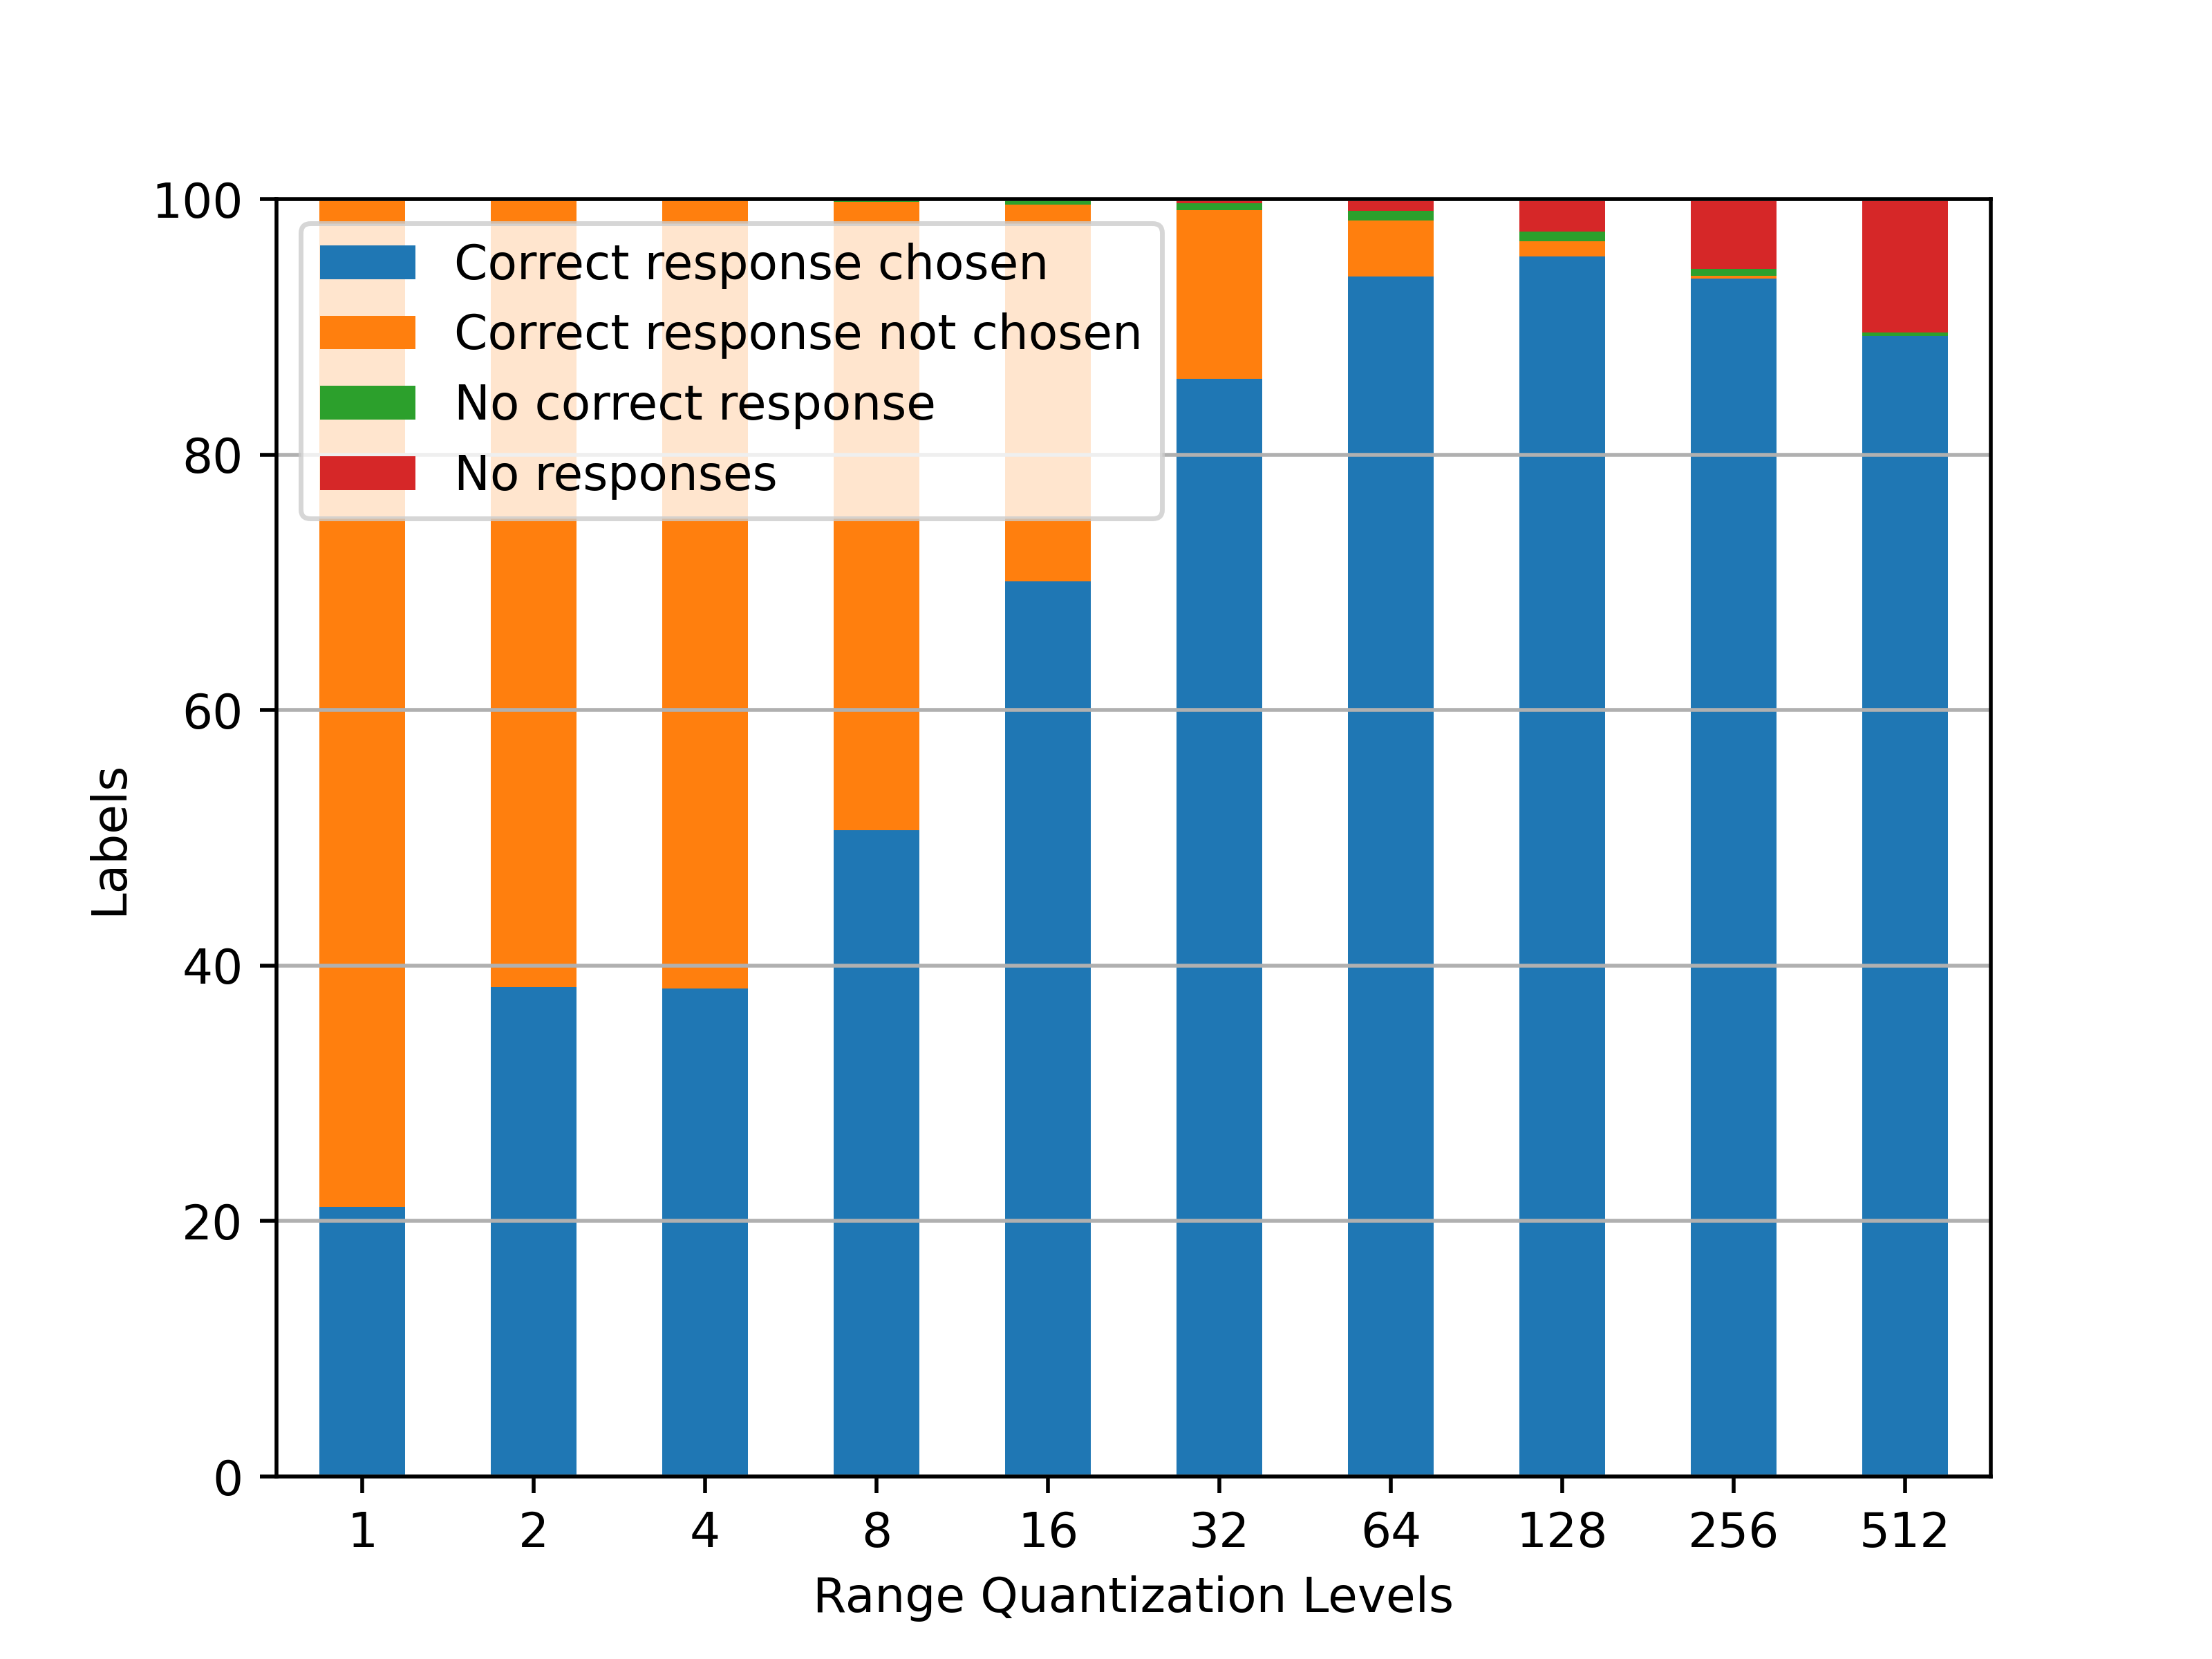 100
80
60
40
20
0
Labels
Correct response chosen
Correct response not chosen
No correct response
No responses
1 2 4 8 16 32 64 128 256 512
Range Quantization Levels